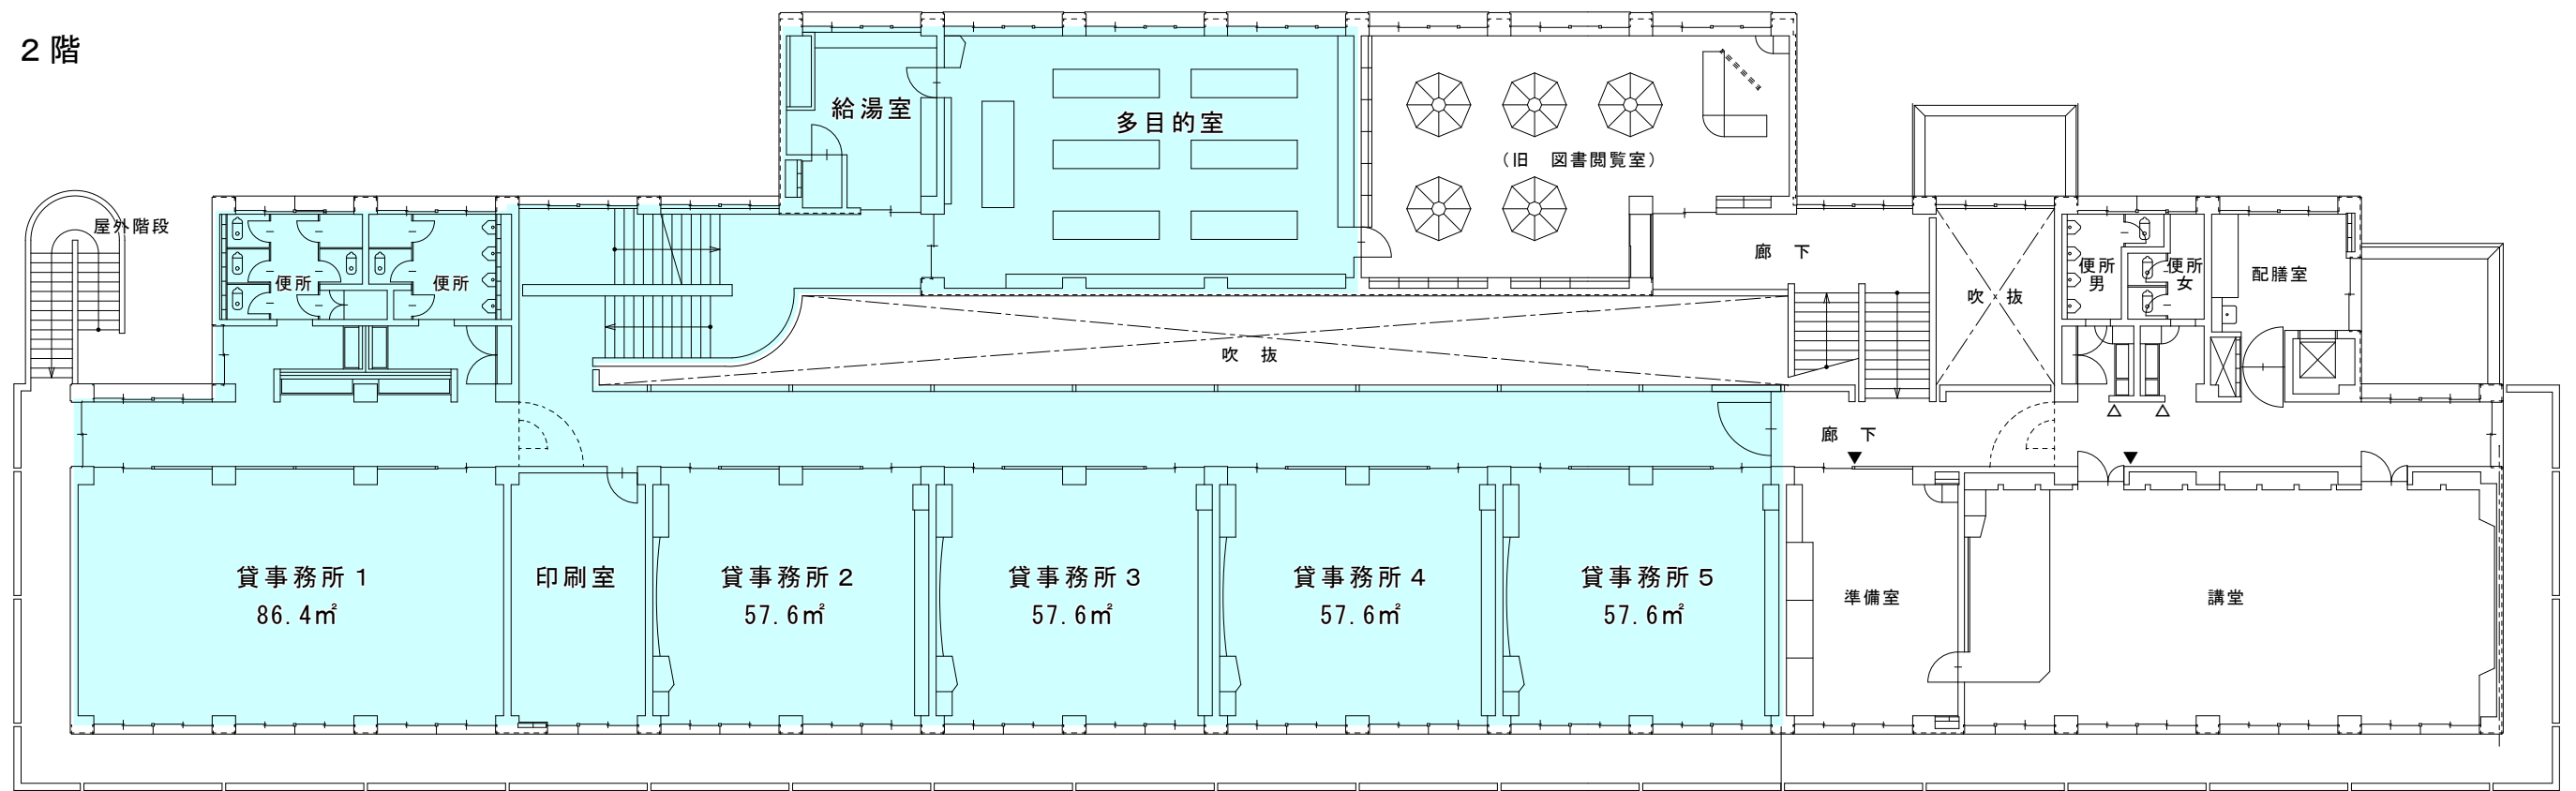 ２階
給湯室
多目的室
（旧　図書閲覧室）
屋外階段
便所
便所
廊　下
吹　抜
便所
男
便所
女
配膳室
吹　抜
廊　下
貸事務所１
86.4㎡
印刷室
貸事務所２
57.6㎡
貸事務所３
57.6㎡
貸事務所４
57.6㎡
貸事務所５
57.6㎡
準備室
講堂